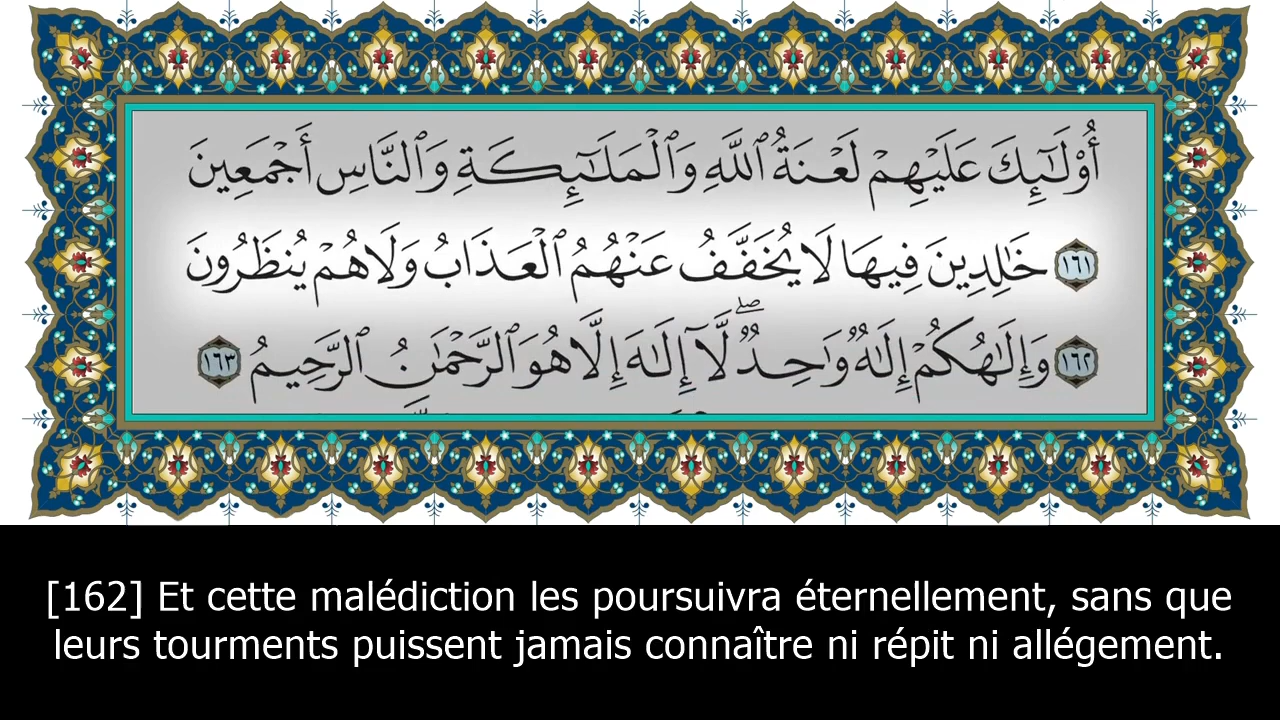 أُو۟لَـٰٓئِكَ عَلَيْهِمْ لَعْنَةُ ٱللَّهِ وَٱلْمَلَـٰٓئِكَةِ وَٱلنَّاسِ أَجْمَعِينَ
١٦١ خَـٰلِدِينَ فِيهَا لَا يُخَفَّفُ عَنْهُمُ ٱلْعَذَابُ وَلَا هُمْ يُنظَرُونَ
١٦٢ وَإِلَـٰهُكُمْ إِلَـٰهٌ وَٰحِدٌ ۖ لَّآ إِلَـٰهَ إِلَّا هُوَ ٱلرَّحْمَـٰنُ ٱلرَّحِيمُ ١٦٣
[162] Et cette malédiction les poursuivra éternellement, sans que
leurs tourments puissent jamais connaître ni répit ni allégement.